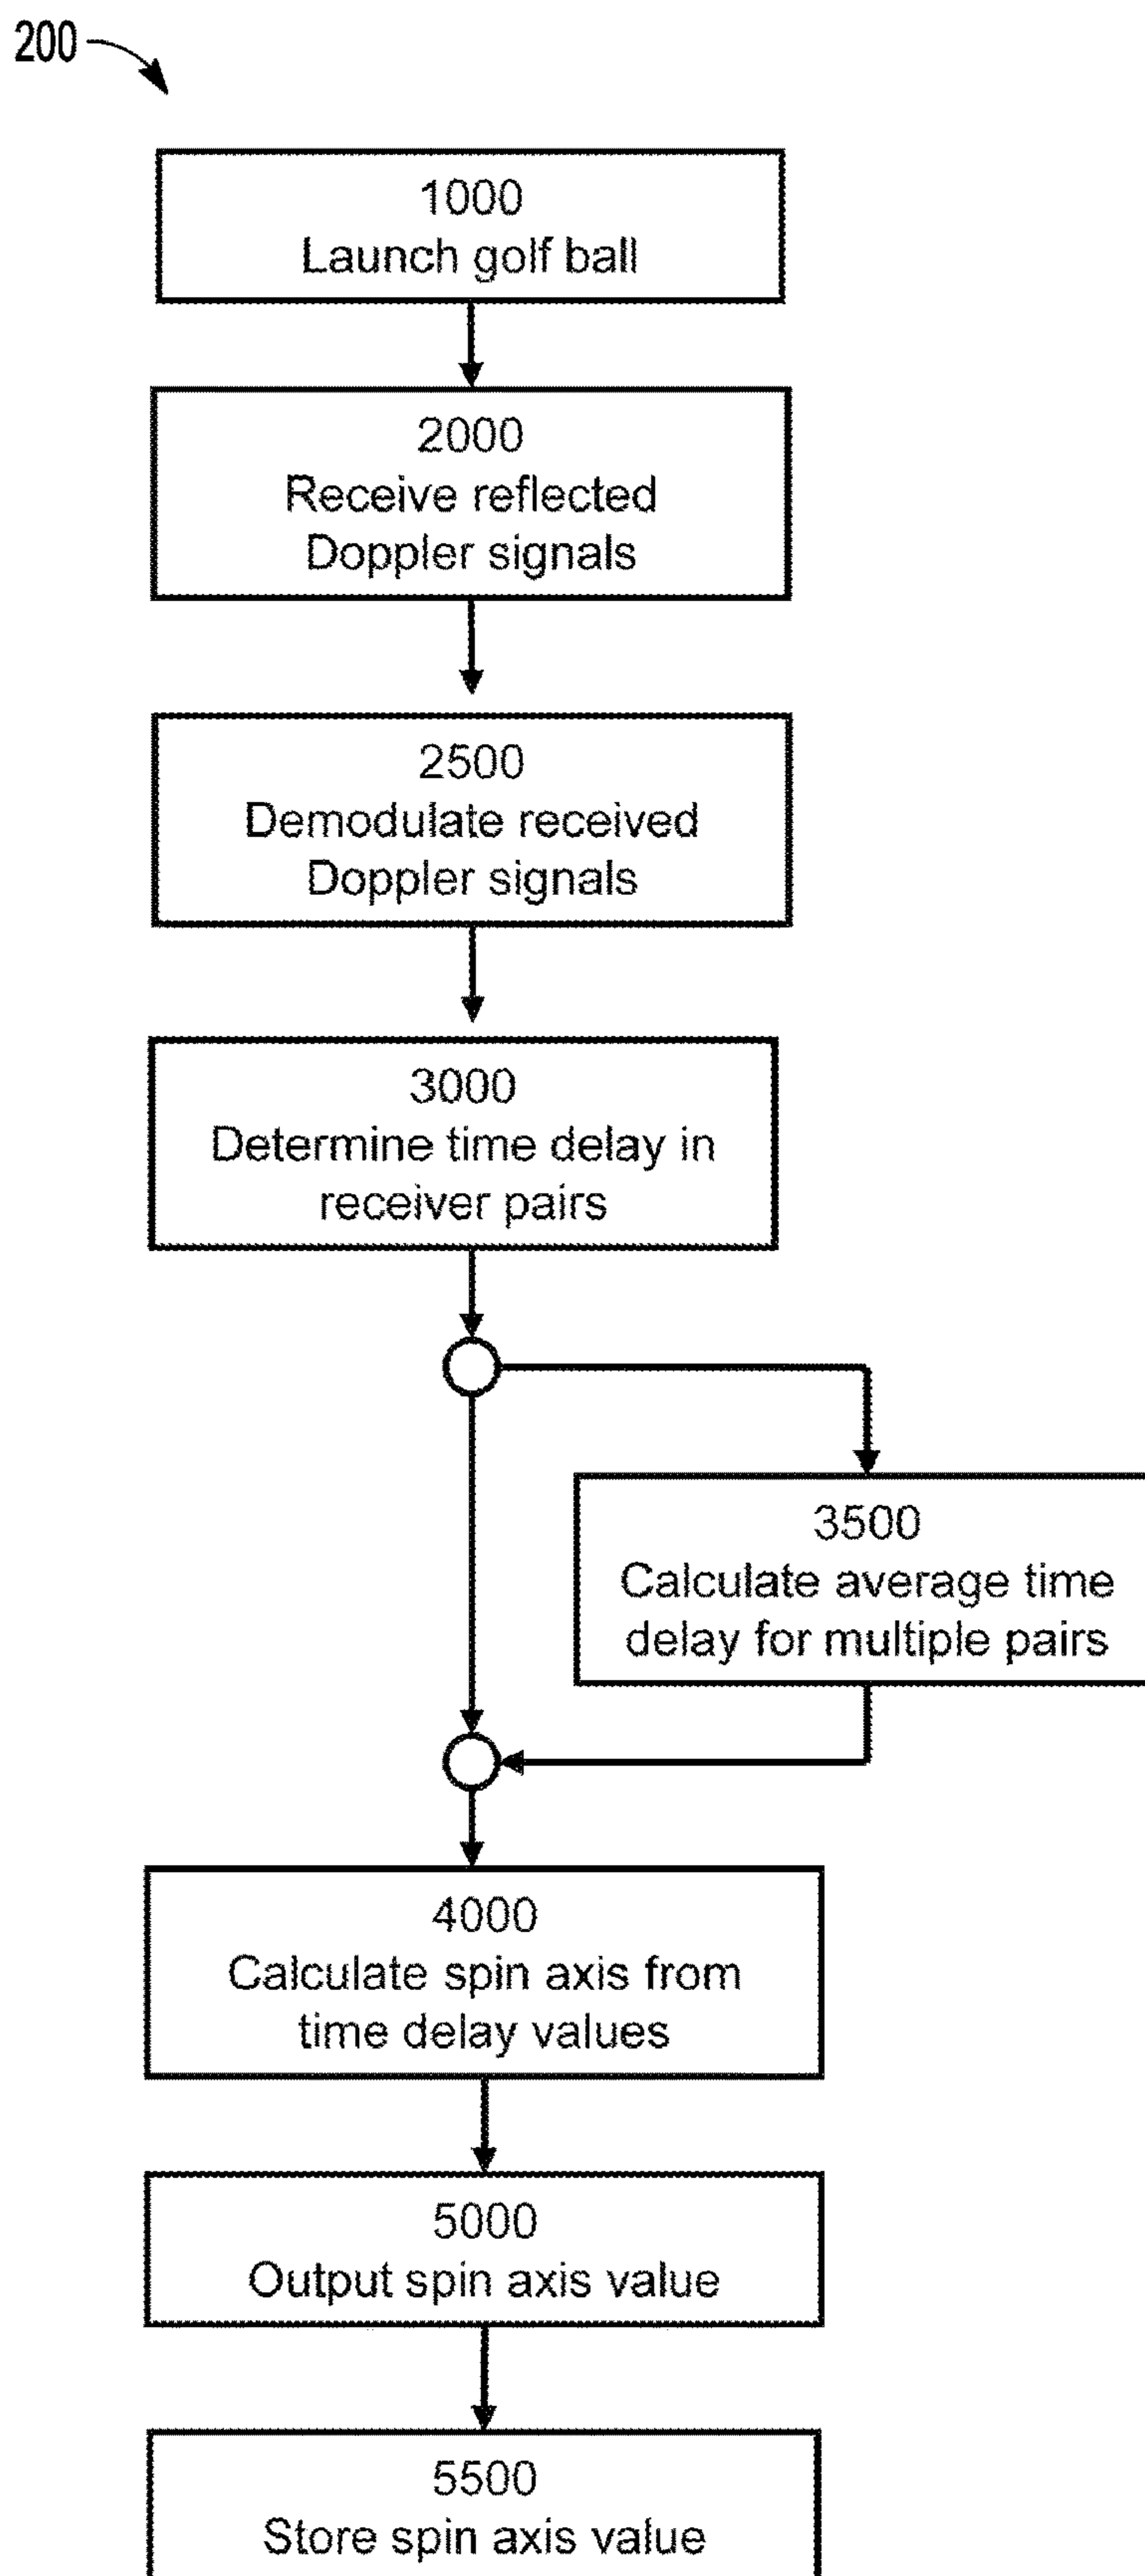 200
1000
Launch golf ball
2000
Receive reflected
Doppler signals
2500
Demodulate received
Doppler signals
3000
Determine time delay in
receiver pairs
3500
Calculate average time
delay for multiple pairs
4000
Calculate spin axis from
time delay values
5000
Output spin axis value
5500
Store spin axis value